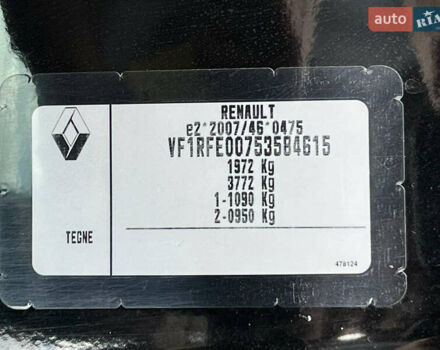 auto RIA
RENAULT
e2*2007/46*0475
VF1RFE00753584615
1972 Kg
3772 Kg
1-1090 Kg
2-0950 Kg
TEGNE
478124